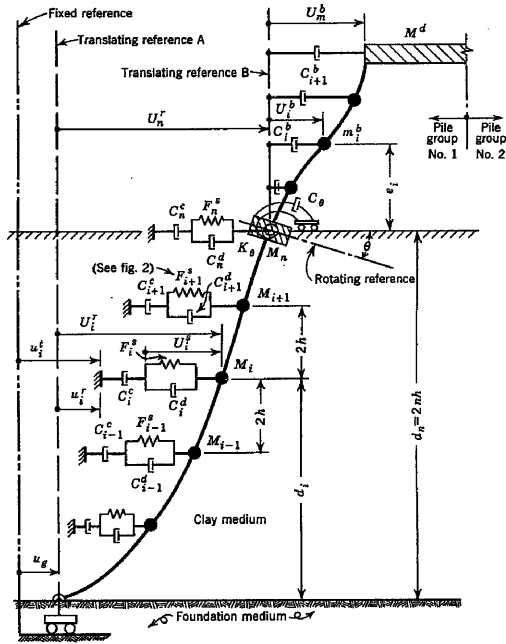 Fixed reference
Translating reference A
Translating reference B
U_m^b
M^d
C_{i+1}^b
U_i^b
U_n^r
C_i^b
m_i^b
Pile group No. 1
Pile group No. 2
e_i
C_θ
C_n^c
F_n^s
C_n^d
K_θ
M_n
θ
Rotating reference
(See fig. 2)
C_{i+1}^c
F_{i+1}^s
C_{i+1}^d
M_{i+1}
U_i^r
2h
u_i^t
F_i^s
U_i^s
M_i
d_n=2nh
u_i^r
C_i^c
C_i^d
2h
C_{i-1}^c
F_{i-1}^s
M_{i-1}
C_{i-1}^d
d_i
Clay medium
u_g
Foundation medium